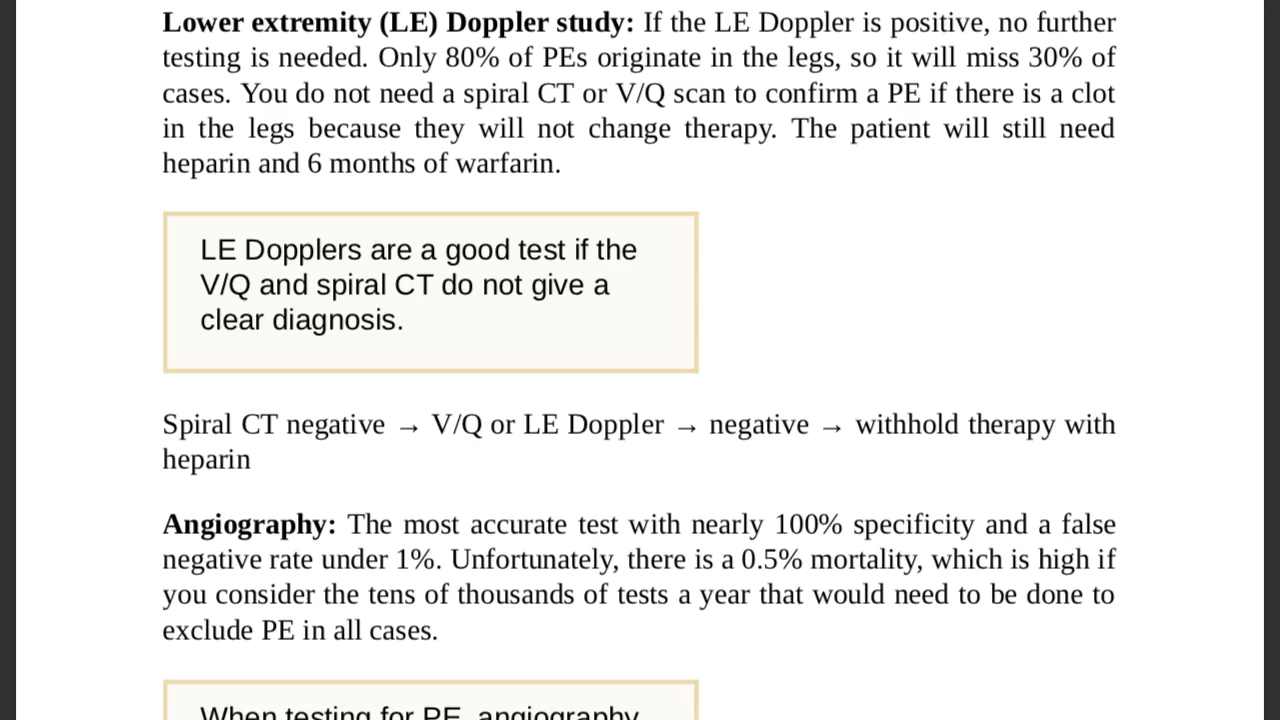 Lower extremity (LE) Doppler study: If the LE Doppler is positive, no further
testing is needed. Only 80% of PEs originate in the legs, so it will miss 30% of
cases. You do not need a spiral CT or V/Q scan to confirm a PE if there is a clot
in the legs because they will not change therapy. The patient will still need
heparin and 6 months of warfarin.
LE Dopplers are a good test if the
V/Q and spiral CT do not give a
clear diagnosis.
Spiral CT negative → V/Q or LE Doppler → negative → withhold therapy with
heparin
Angiography: The most accurate test with nearly 100% specificity and a false
negative rate under 1%. Unfortunately, there is a 0.5% mortality, which is high if
you consider the tens of thousands of tests a year that would need to be done to
exclude PE in all cases.
When testing for PE, angiography